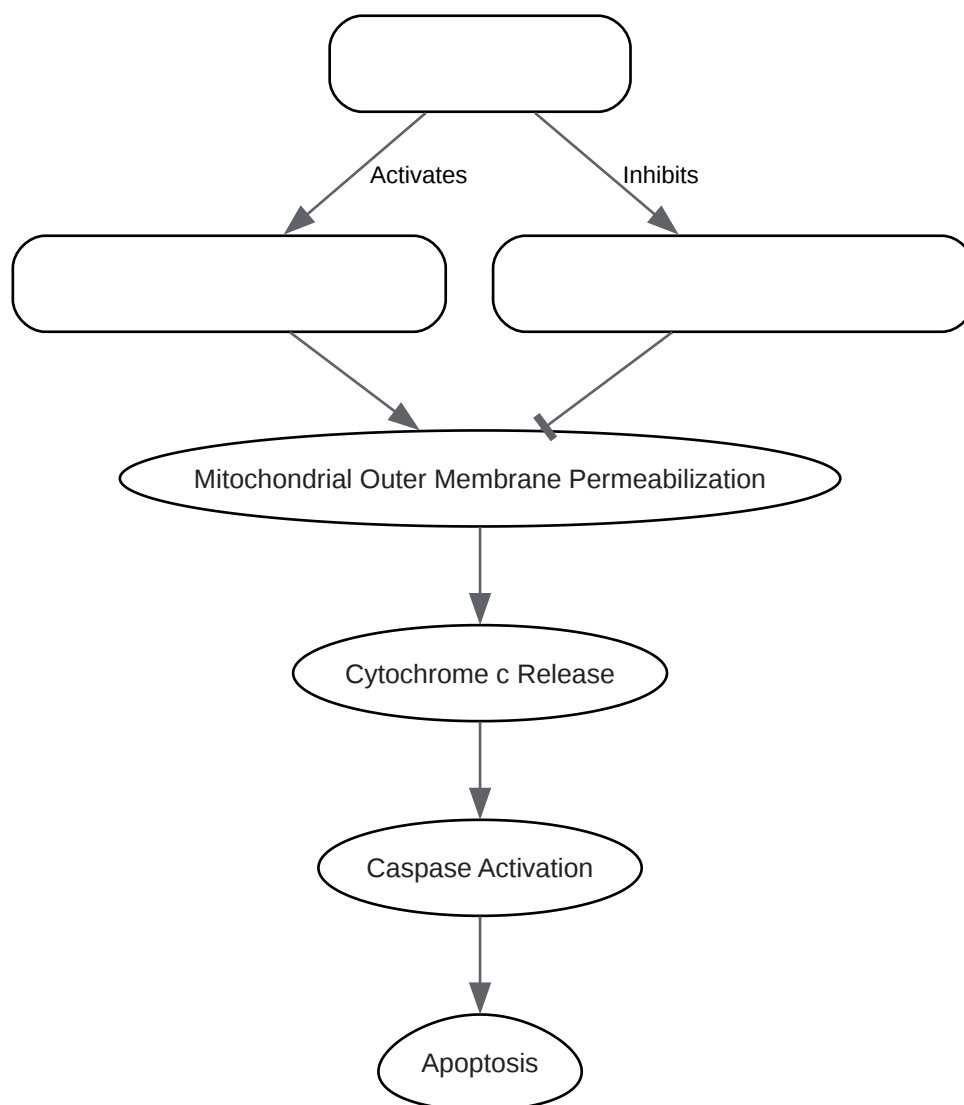 Activates
Inhibits
Mitochondrial Outer Membrane Permeabilization
Cytochrome c Release
Caspase Activation
Apoptosis